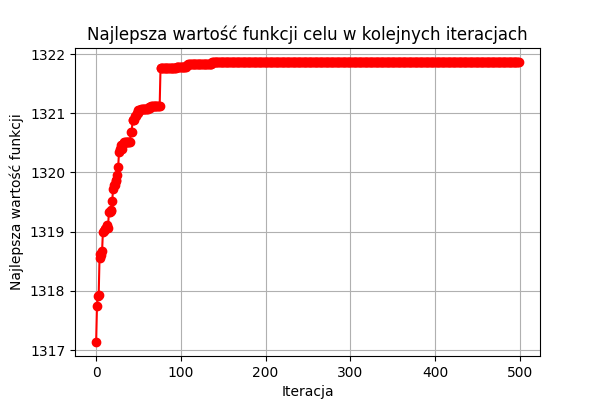 Najlepsza wartość funkcji celu w kolejnych iteracjach
Najlepsza wartość funkcji
1322
1321
1320
1319
1318
1317
0 100 200 300 400 500
Iteracja